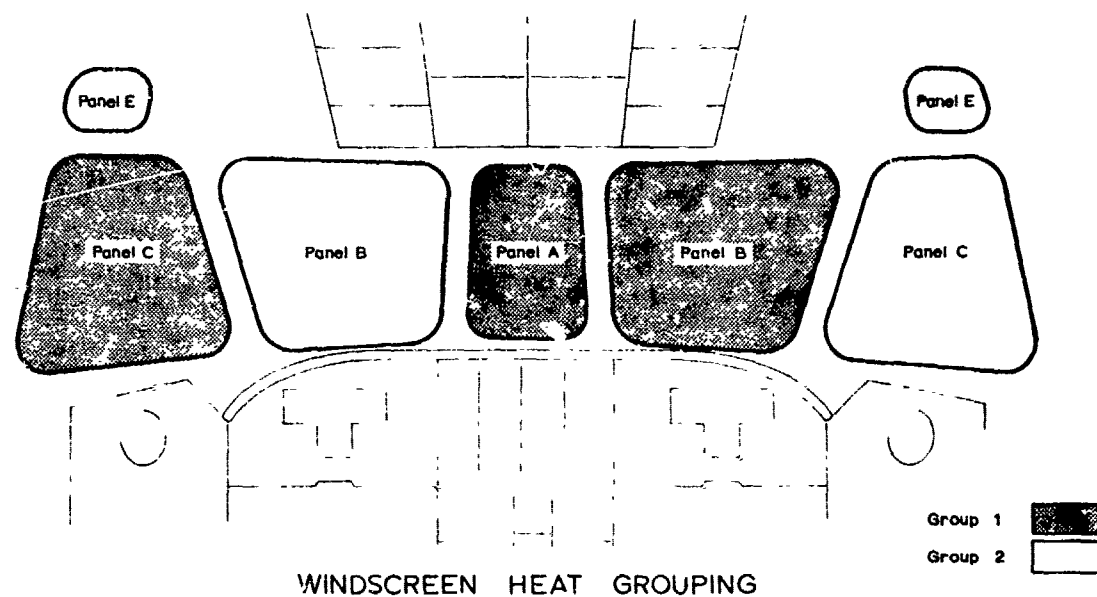 Panel E
Panel E
Panel C
Panel B
Panel A
Panel B
Panel C
Group 1
Group 2
WINDSCREEN HEAT GROUPING